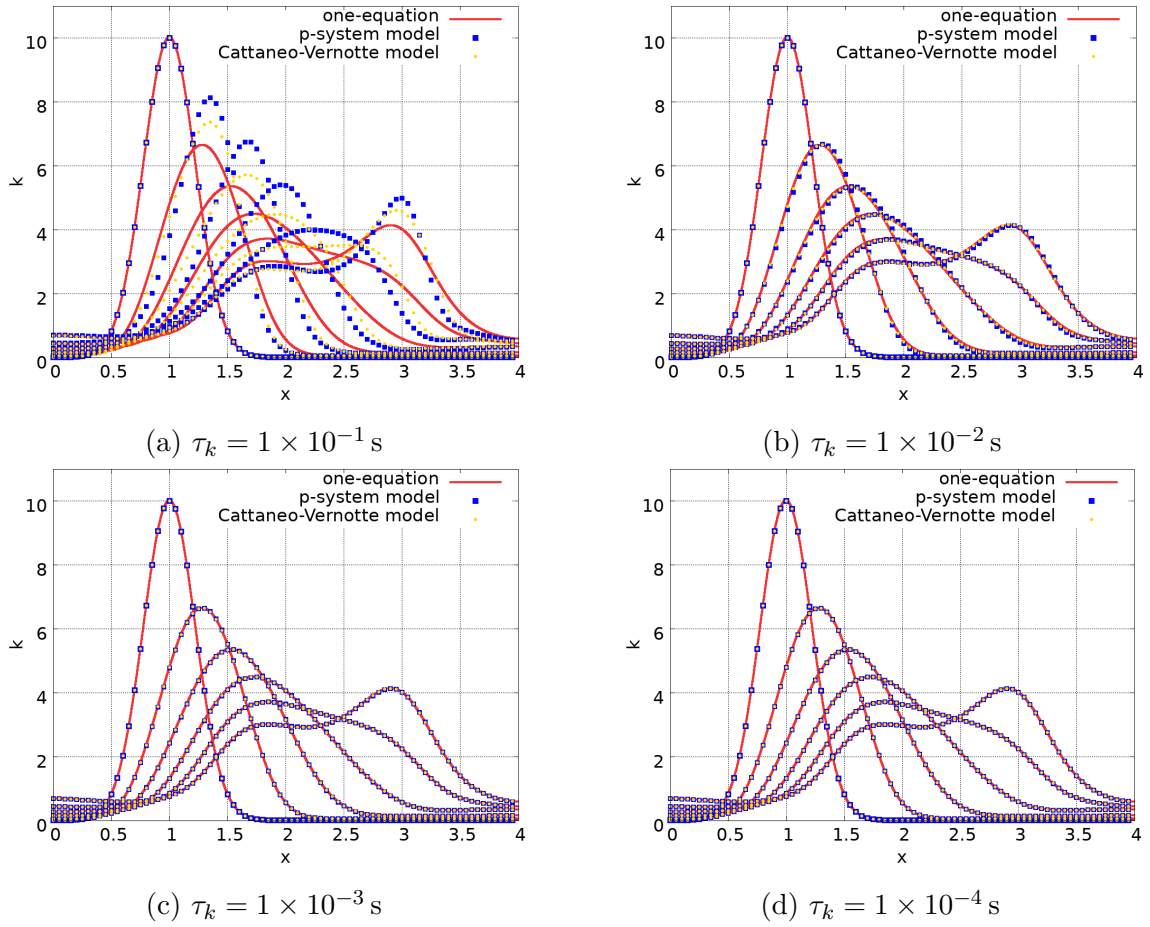 one-equation
p-system model
Cattaneo-Vernotte model
k
10
8
6
4
2
0
0 0.5 1 1.5 2 2.5 3 3.5 4
x
(a) τₖ = 1 × 10⁻¹ s
one-equation
p-system model
Cattaneo-Vernotte model
k
10
8
6
4
2
0
0 0.5 1 1.5 2 2.5 3 3.5 4
x
(b) τₖ = 1 × 10⁻² s
one-equation
p-system model
Cattaneo-Vernotte model
k
10
8
6
4
2
0
0 0.5 1 1.5 2 2.5 3 3.5 4
x
(c) τₖ = 1 × 10⁻³ s
one-equation
p-system model
Cattaneo-Vernotte model
k
10
8
6
4
2
0
0 0.5 1 1.5 2 2.5 3 3.5 4
x
(d) τₖ = 1 × 10⁻⁴ s